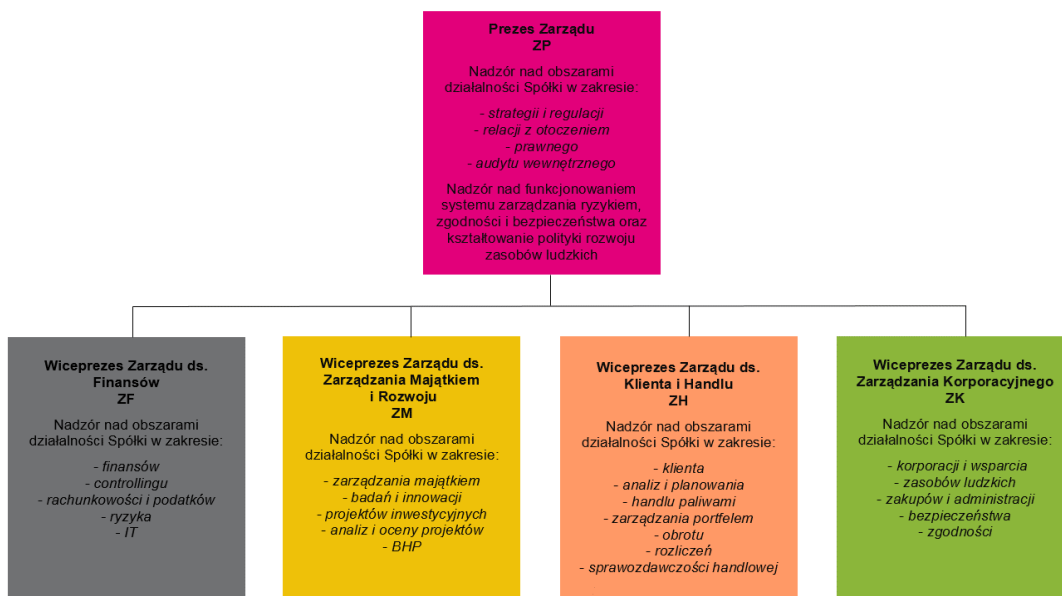 Prezes Zarządu
ZP
Nadzór nad obszarami
działalności Spółki w zakresie:
- strategii i regulacji
- relacji z otoczeniem
- prawnego
- audytu wewnętrznego
Nadzór nad funkcjonowaniem
systemu zarządzania ryzykiem,
zgodności i bezpieczeństwa oraz
kształtowanie polityki rozwoju
zasobów ludzkich
Wiceprezes Zarządu ds.
Finansów
ZF
Nadzór nad obszarami
działalności Spółki w zakresie:
- finansów
- controllingu
- rachunkowości i podatków
- ryzyka
- IT
Wiceprezes Zarządu ds.
Zarządzania Majątkiem
i Rozwoju
ZM
Nadzór nad obszarami
działalności Spółki w zakresie:
- zarządzania majątkiem
- badań i innowacji
- projektów inwestycyjnych
- analiz i oceny projektów
- BHP
Wiceprezes Zarządu ds.
Klienta i Handlu
ZH
Nadzór nad obszarami
działalności Spółki w zakresie:
- klienta
- analiz i planowania
- handlu paliwami
- zarządzania portfelem
- obrotu
- rozliczeń
- sprawozdawczości handlowej
Wiceprezes Zarządu ds.
Zarządzania Korporacyjnego
ZK
Nadzór nad obszarami
działalności Spółki w zakresie:
- korporacji i wsparcia
- zasobów ludzkich
- zakupów i administracji
- bezpieczeństwa
- zgodności